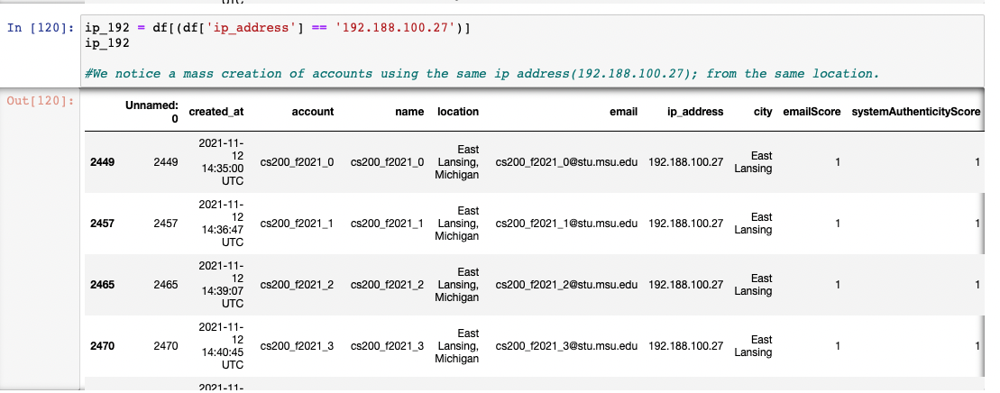 UTC
In [120]: ip_192 = df[(df['ip_address'] == '192.188.100.27')]
ip_192
#We notice a mass creation of accounts using the same ip address(192.188.100.27); from the same location.
Out[120]:
Unnamed: 0 created_at account name location email ip_address city emailScore systemAuthenticityScore
2449 2449 2021-11-12 14:35:00 UTC cs200_f2021_0 cs200_f2021_0 East Lansing, Michigan cs200_f2021_0@stu.msu.edu 192.188.100.27 East Lansing 1 1
2457 2457 2021-11-12 14:36:47 UTC cs200_f2021_1 cs200_f2021_1 East Lansing, Michigan cs200_f2021_1@stu.msu.edu 192.188.100.27 East Lansing 1 1
2465 2465 2021-11-12 14:39:07 UTC cs200_f2021_2 cs200_f2021_2 East Lansing, Michigan cs200_f2021_2@stu.msu.edu 192.188.100.27 East Lansing 1 1
2470 2470 2021-11-12 14:40:45 UTC cs200_f2021_3 cs200_f2021_3 East Lansing, Michigan cs200_f2021_3@stu.msu.edu 192.188.100.27 East Lansing 1 1
2021-11-